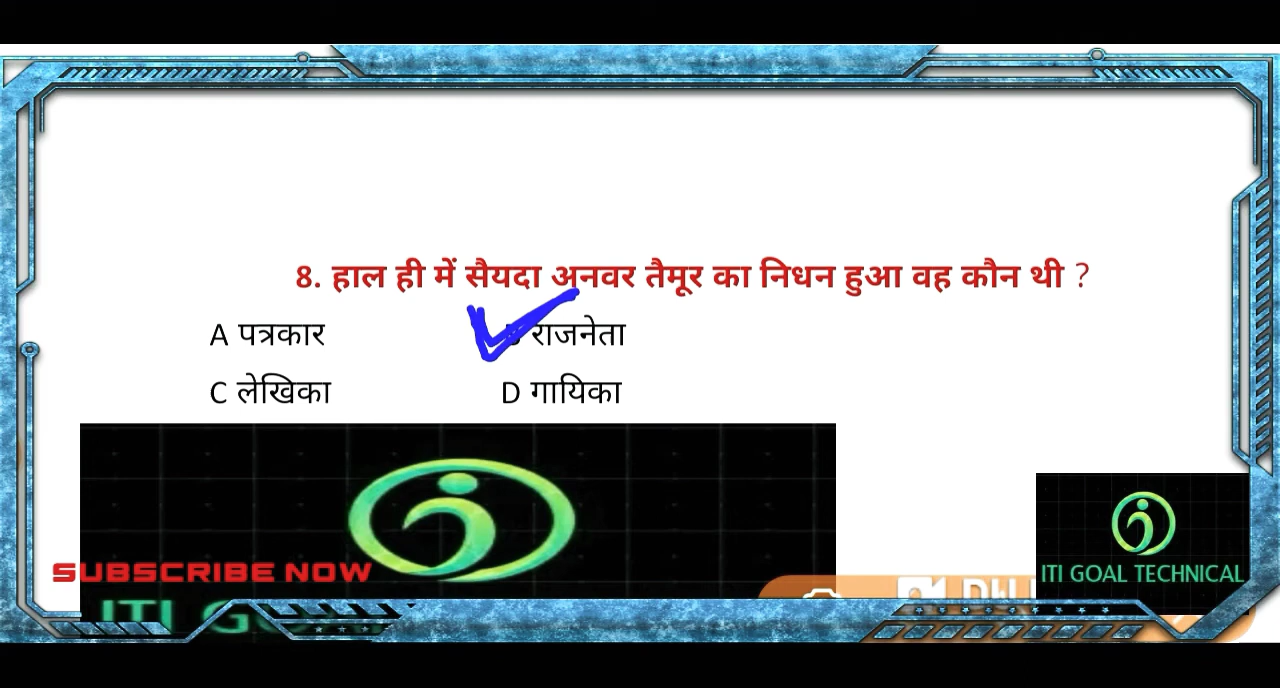 8. हाल ही में सैयदा अनवर तैमूर का निधन हुआ वह कौन थी ?
A पत्रकार B राजनेता
C लेखिका D गायिका
SUBSCRIBE NOW
ITI GOAL TECHNICAL